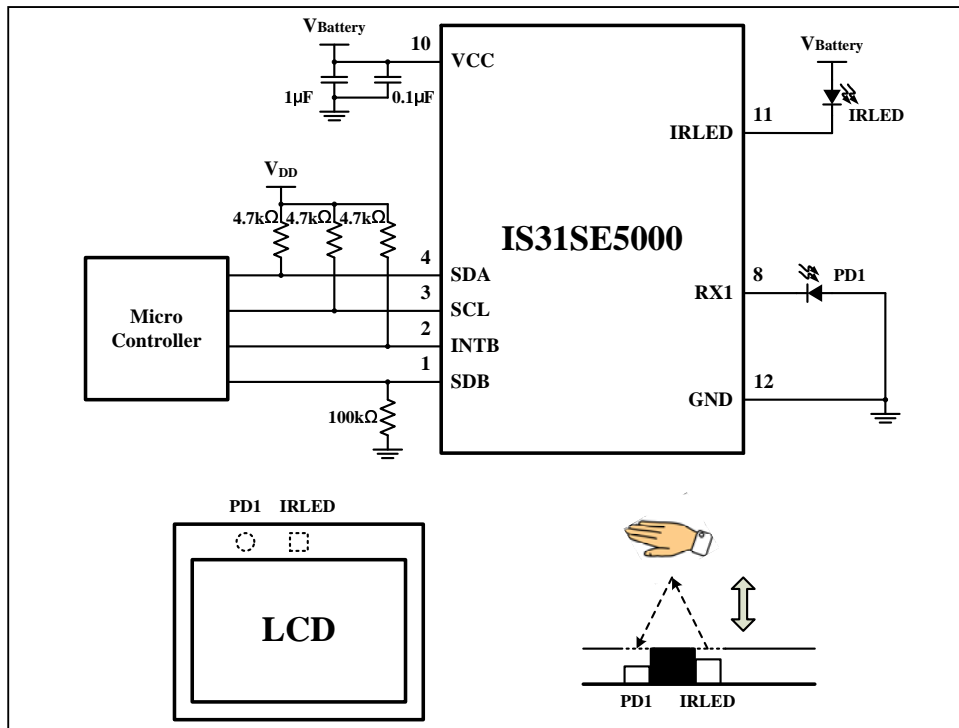 VBattery
10
VCC
1µF
0.1µF
VBattery
IRLED
11
IRLED
VDD
4.7kΩ 4.7kΩ 4.7kΩ
IS31SE5000
Micro
Controller
4
SDA
3
SCL
2
INTB
1
SDB
100kΩ
8
RX1
PD1
12
GND
PD1 IRLED
LCD
PD1 IRLED